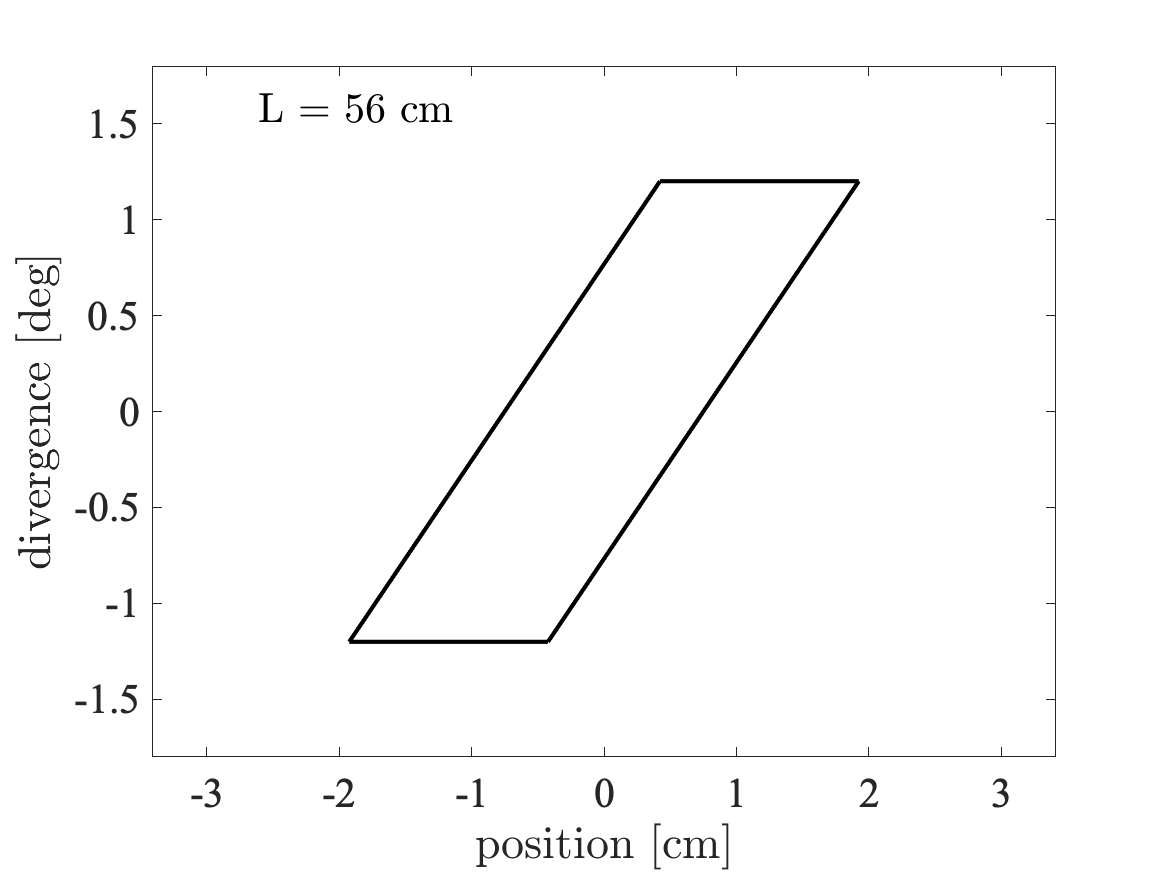 L = 56 cm
1.5
1
0.5
0
-0.5
-1
-1.5
divergence [deg]
-3 -2 -1 0 1 2 3
position [cm]